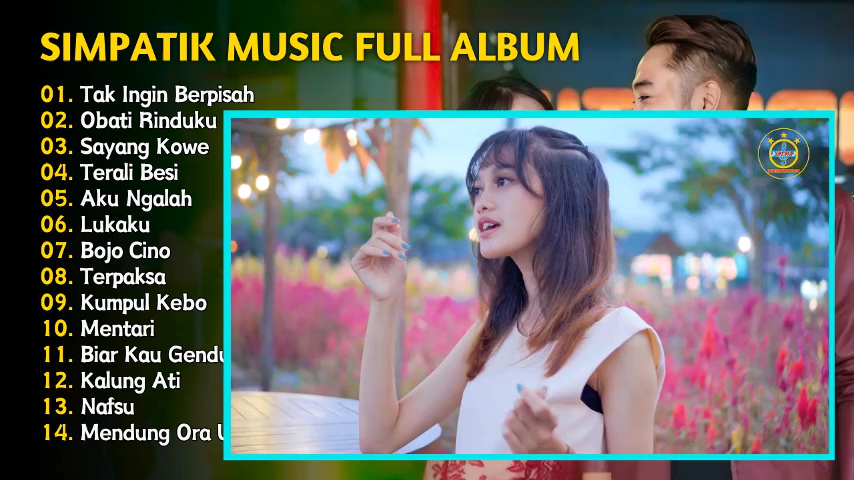 SIMPATIK MUSIC FULL ALBUM
01. Tak Ingin Berpisah
02. Obati Rinduku
03. Sayang Kowe
04. Terali Besi
05. Aku Ngalah
06. Lukaku
07. Bojo Cino
08. Terpaksa
09. Kumpul Kebo
10. Mentari
11. Biar Kau
12. Kalung Ati
13. Nafsu
14. Mendung Ora